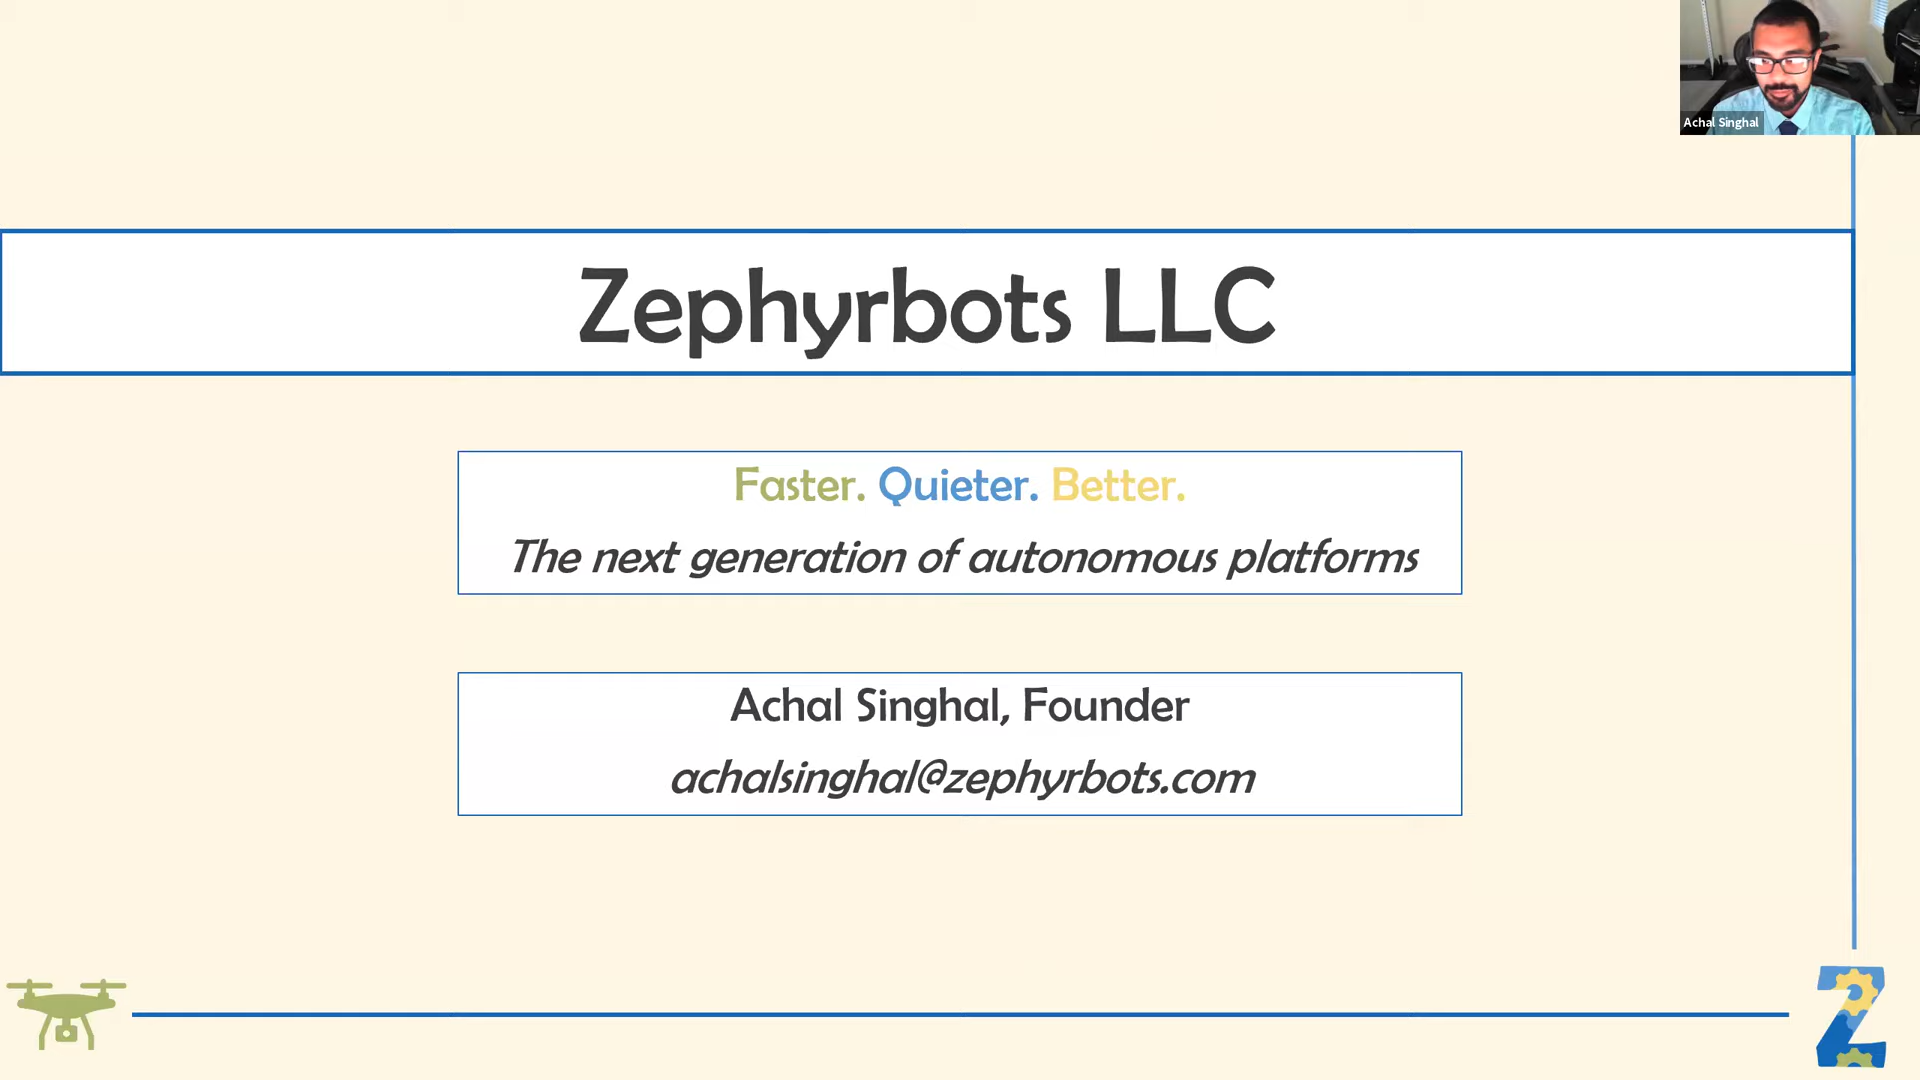 Achal Singhal
Zephyrbots LLC
Faster. Quieter. Better.
The next generation of autonomous platforms
Achal Singhal, Founder
achalsinghal@zephyrbots.com
Z